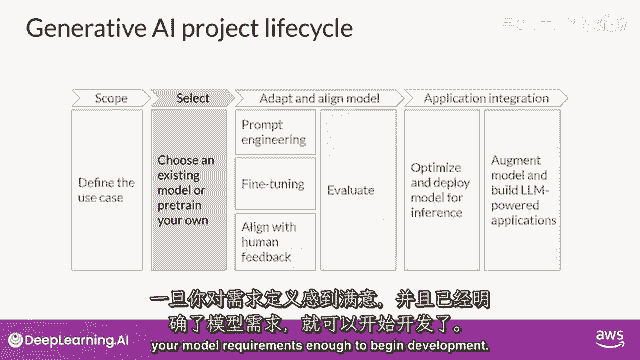 Generative AI project lifecycle
Scope
Select
Adapt and align model
Application integration
Define the
use case
Choose an
existing
model or
pretrain
your own
Prompt
engineering
Fine-tuning
Align with
human
feedback
Evaluate
Optimize
and deploy
model for
inference
Augment
model and
build LLM-
powered
applications
一旦你对需求定义感到满意，并且已经明
确了模型需求，就可以开始开发了。
your model requirements enough to begin development.
DeepLearning.AI
aws